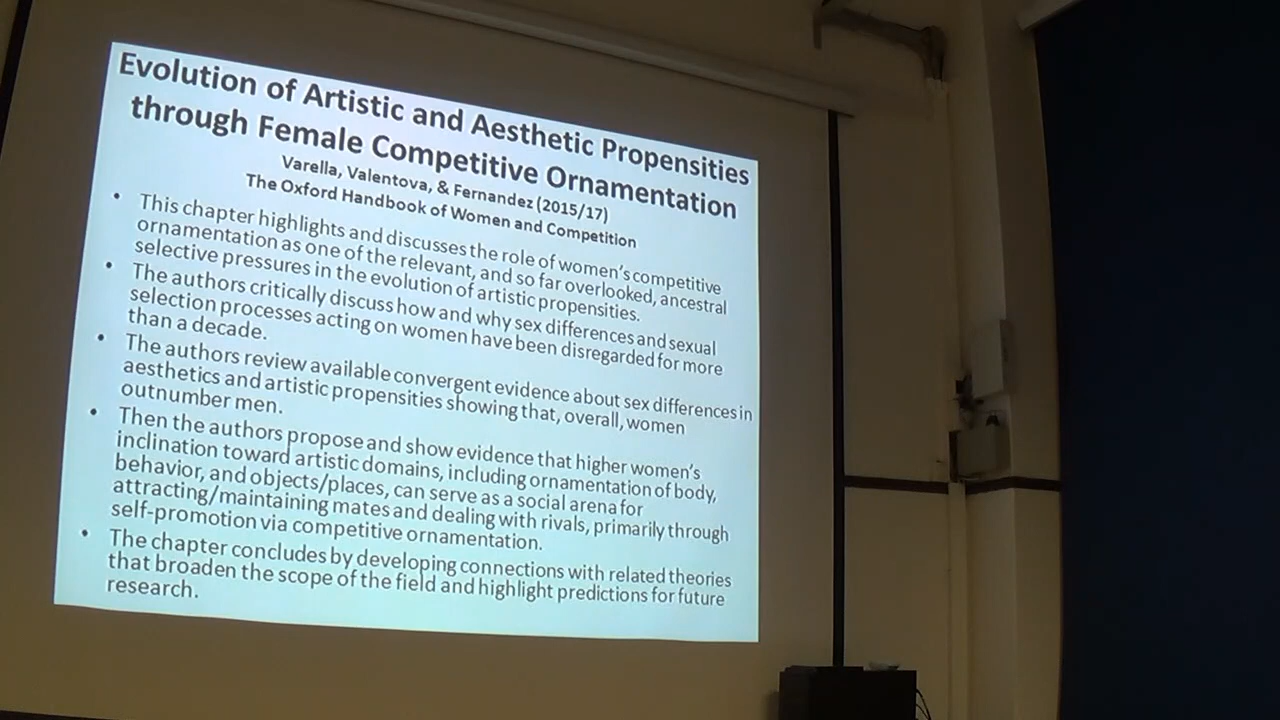 Evolution of Artistic and Aesthetic Propensities
through Female Competitive Ornamentation
Varella, Valentova, & Fernandez (2015/17)
The Oxford Handbook of Women and Competition
• This chapter highlights and discusses the role of women's competitive
ornamentation as one of the relevant, and so far overlooked, ancestral
selective pressures in the evolution of artistic propensities.
• The authors critically discuss how and why sex differences and sexual
selection processes acting on women have been disregarded for more
than a decade.
• The authors review available convergent evidence about sex differences in
aesthetics and artistic propensities showing that, overall, women
outnumber men.
• Then the authors propose and show evidence that higher women's
inclination toward artistic domains, including ornamentation of body,
behavior, and objects/places, can serve as a social arena for
attracting/maintaining mates and dealing with rivals, primarily through
self-promotion via competitive ornamentation.
• The chapter concludes by developing connections with related theories
that broaden the scope of the field and highlight predictions for future
research.